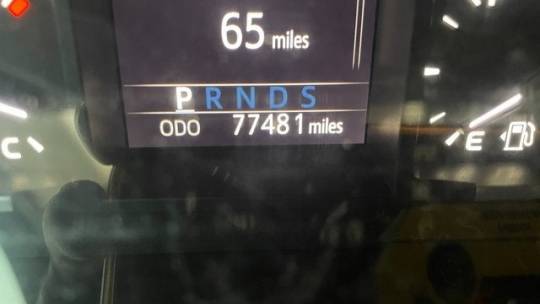 65 miles
P R N D S
ODO 77481 miles
C
E